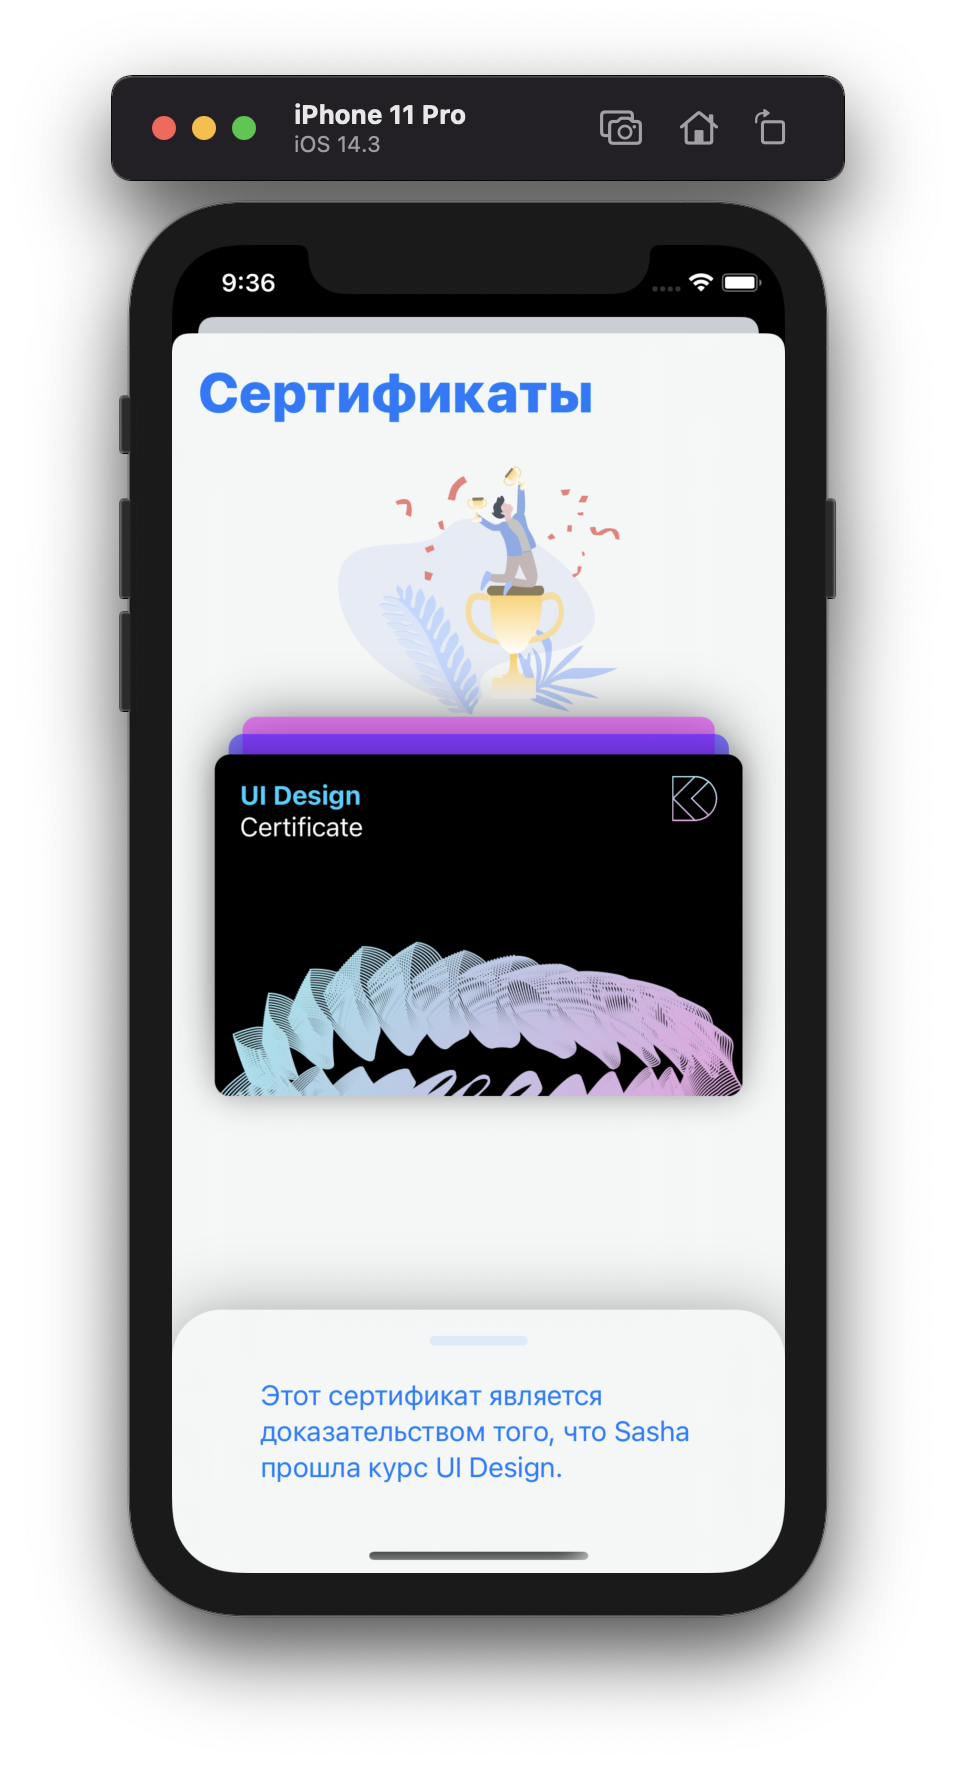 iPhone 11 Pro
iOS 14.3
9:36
Сертификаты
UI Design
Certificate
Этот сертификат является
доказательством того, что Sasha
прошла курс UI Design.